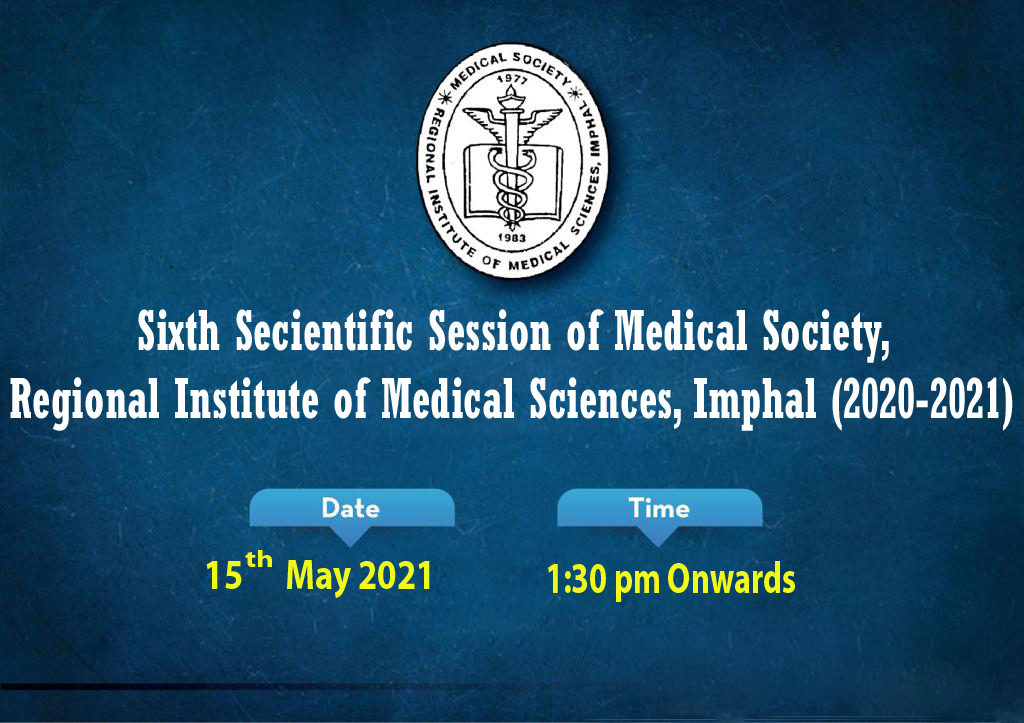 MEDICAL SOCIETY
1977
REGIONAL INSTITUTE OF MEDICAL SCIENCES, IMPHAL
1983
Sixth Secientific Session of Medical Society,
Regional Institute of Medical Sciences, Imphal (2020-2021)
Date
Time
15th May 2021
1:30 pm Onwards